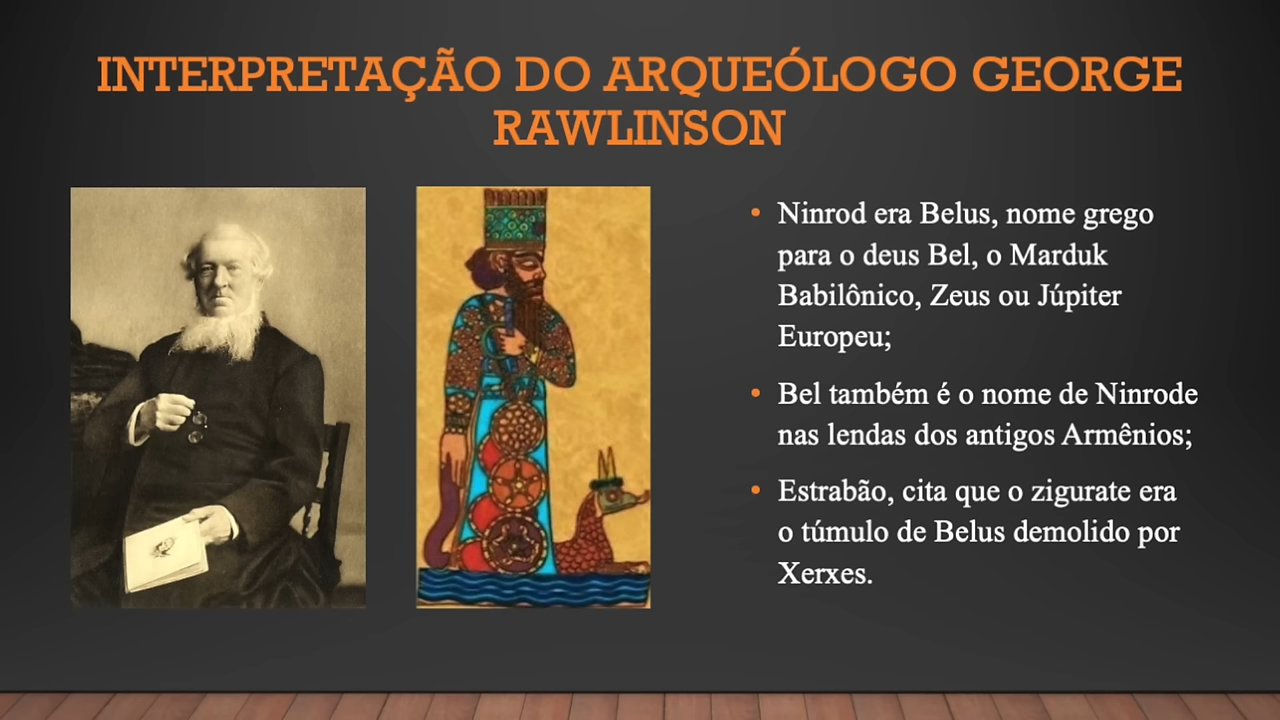 INTERPRETAÇÃO DO ARQUEÓLOGO GEORGE
RAWLINSON
• Ninrod era Belus, nome grego
para o deus Bel, o Marduk
Babilônico, Zeus ou Júpiter
Europeu;
• Bel também é o nome de Ninrode
nas lendas dos antigos Armênios;
• Estrabão, cita que o zigurate era
o túmulo de Belus demolido por
Xerxes.